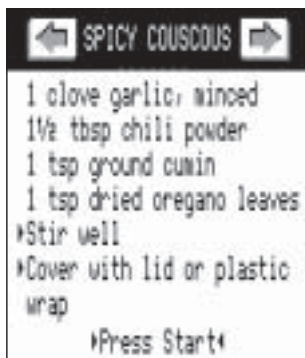 SPICY COUSCOUS
1 clove garlic, minced
1½ tbsp chili powder
1 tsp ground cumin
1 tsp dried oregano leaves
▸Stir well
▸Cover with lid or plastic
wrap
▸Press Start◂